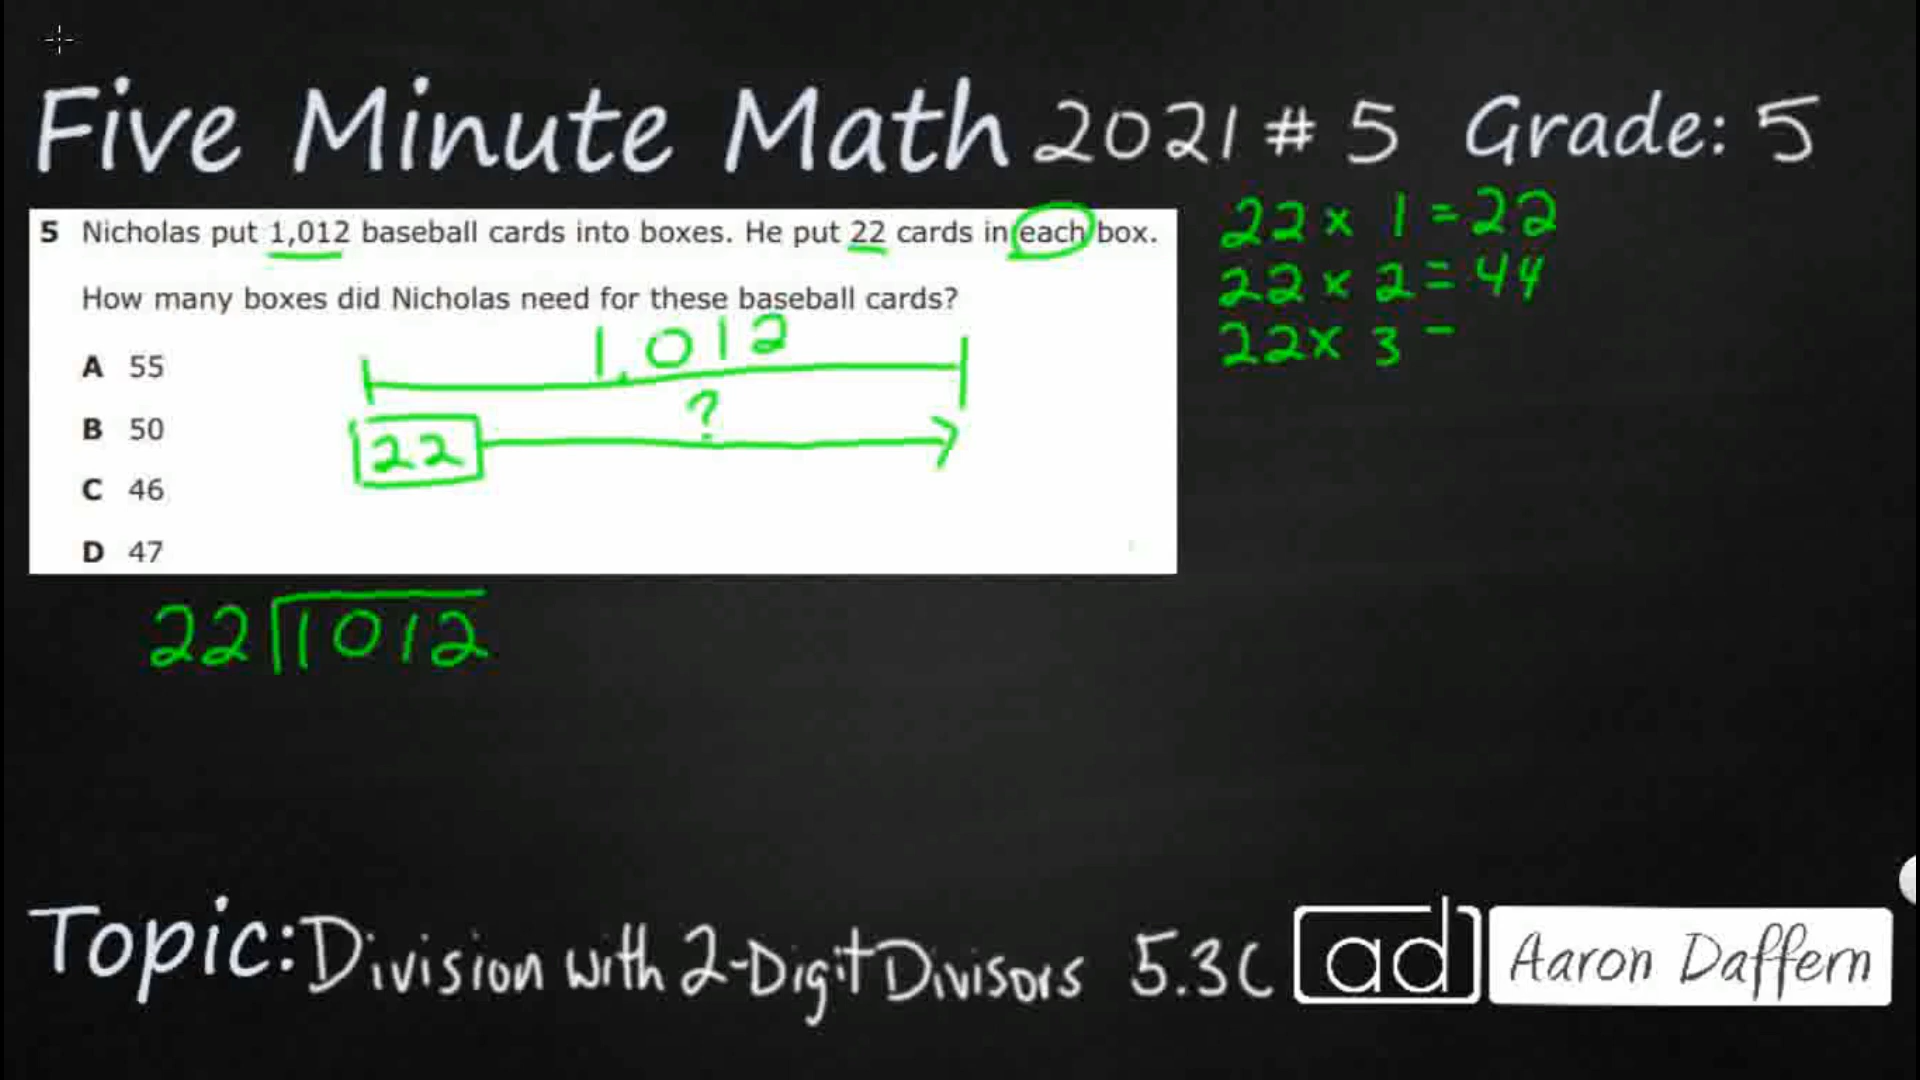 Five Minute Math 2021 # 5 Grade: 5
5 Nicholas put 1,012 baseball cards into boxes. He put 22 cards in each box.
How many boxes did Nicholas need for these baseball cards?
A 55
B 50
C 46
D 47
1,012
?
22
22 x 1 = 22
22 x 2 = 44
22 x 3 =
22 1012
Topic: Division with 2-Digit Divisors 5.3C
ad Aaron Daffern